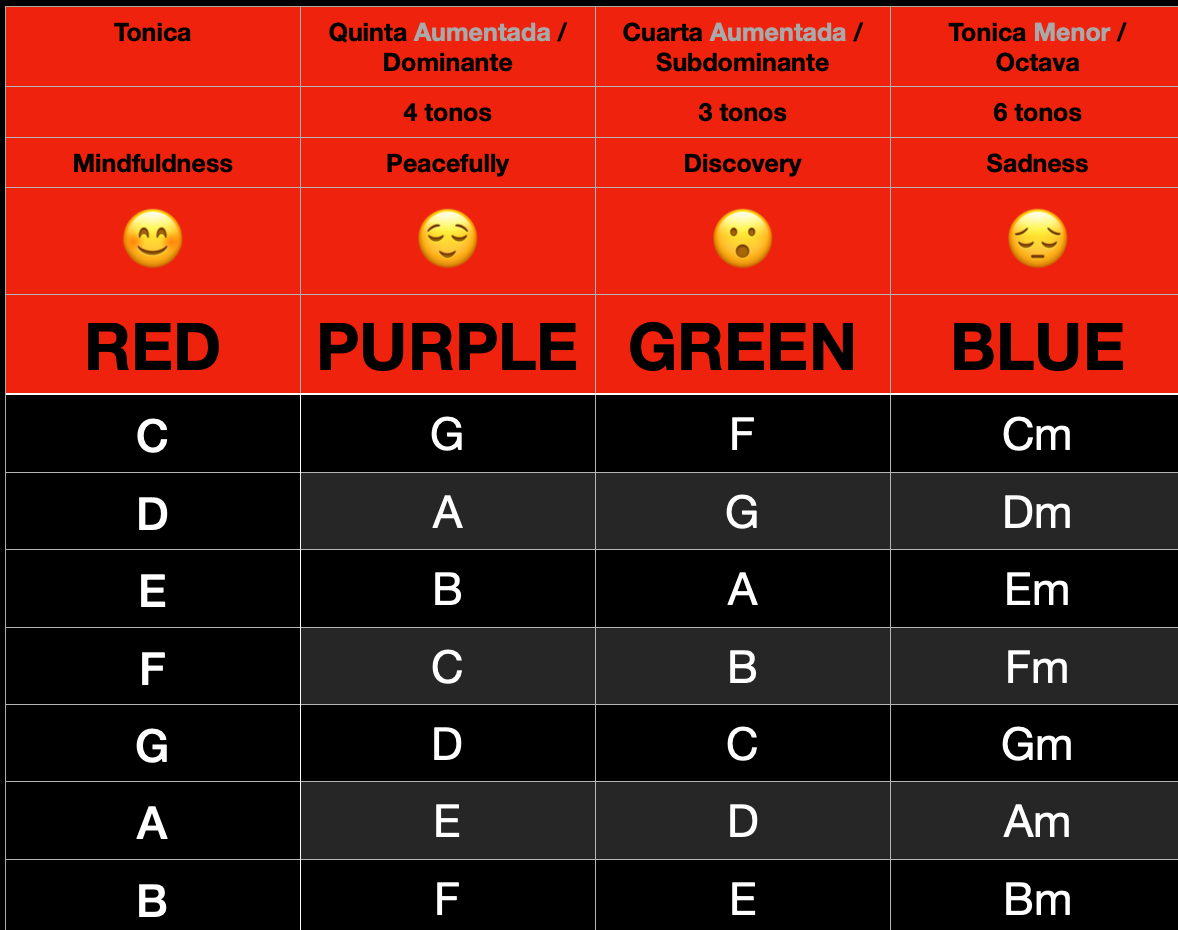 Tonica
Quinta Aumentada /
Dominante
Cuarta Aumentada /
Subdominante
Tonica Menor /
Octava
4 tonos
3 tonos
6 tonos
Mindfuldness
Peacefully
Discovery
Sadness
RED
PURPLE
GREEN
BLUE
C
G
F
Cm
D
A
G
Dm
E
B
A
Em
F
C
B
Fm
G
D
C
Gm
A
E
D
Am
B
F
E
Bm